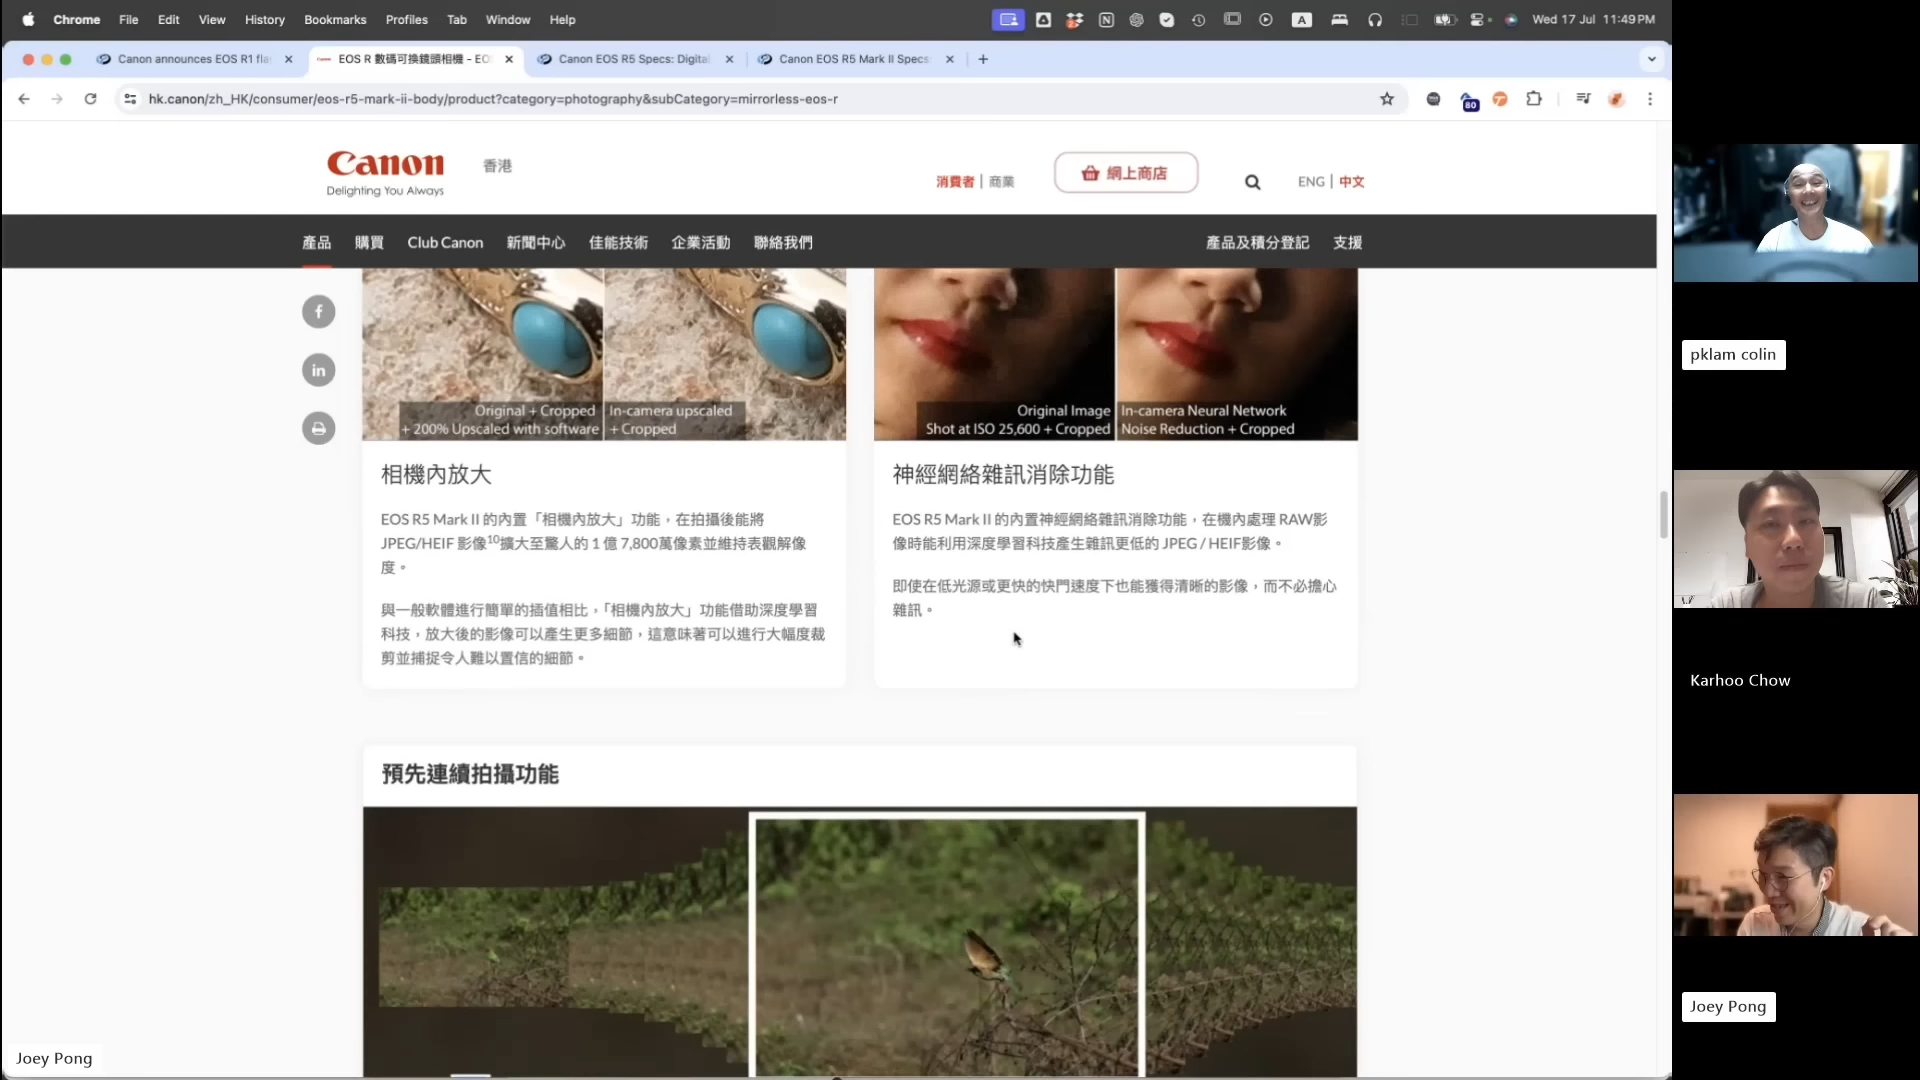 Chrome File Edit View History Bookmarks Profiles Tab Window Help
Wed 17 Jul 11:49 PM
Canon announces EOS R1 fla
EOS R 數碼可換鏡頭相機 - EO
Canon EOS R5 Specs: Digital
Canon EOS R5 Mark II Specs
hk.canon/zh_HK/consumer/eos-r5-mark-ii-body/product?category=photography&subCategory=mirrorless-eos-r
80
Canon 香港
Delighting You Always
消費者 | 商業
網上商店
ENG | 中文
產品 購買 Club Canon 新聞中心 佳能技術 企業活動 聯絡我們
產品及積分登記 支援
Original + Cropped
+ 200% Upscaled with software
In-camera upscaled
+ Cropped
Original Image
Shot at ISO 25,600 + Cropped
In-camera Neural Network
Noise Reduction + Cropped
相機內放大
EOS R5 Mark II 的內置「相機內放大」功能，在拍攝後能將
JPEG/HEIF 影像10擴大至驚人的 1 億 7,800萬像素並維持表觀解像
度。
與一般軟體進行簡單的插值相比，「相機內放大」功能借助深度學習
科技，放大後的影像可以產生更多細節，這意味著可以進行大幅度裁
剪並捕捉令人難以置信的細節。
神經網絡雜訊消除功能
EOS R5 Mark II 的內置神經網絡雜訊消除功能，在機內處理 RAW影
像時能利用深度學習科技產生雜訊更低的 JPEG / HEIF影像。
即使在低光源或更快的快門速度下也能獲得清晰的影像，而不必擔心
雜訊。
預先連續拍攝功能
Joey Pong
pklam colin
Karhoo Chow
Joey Pong